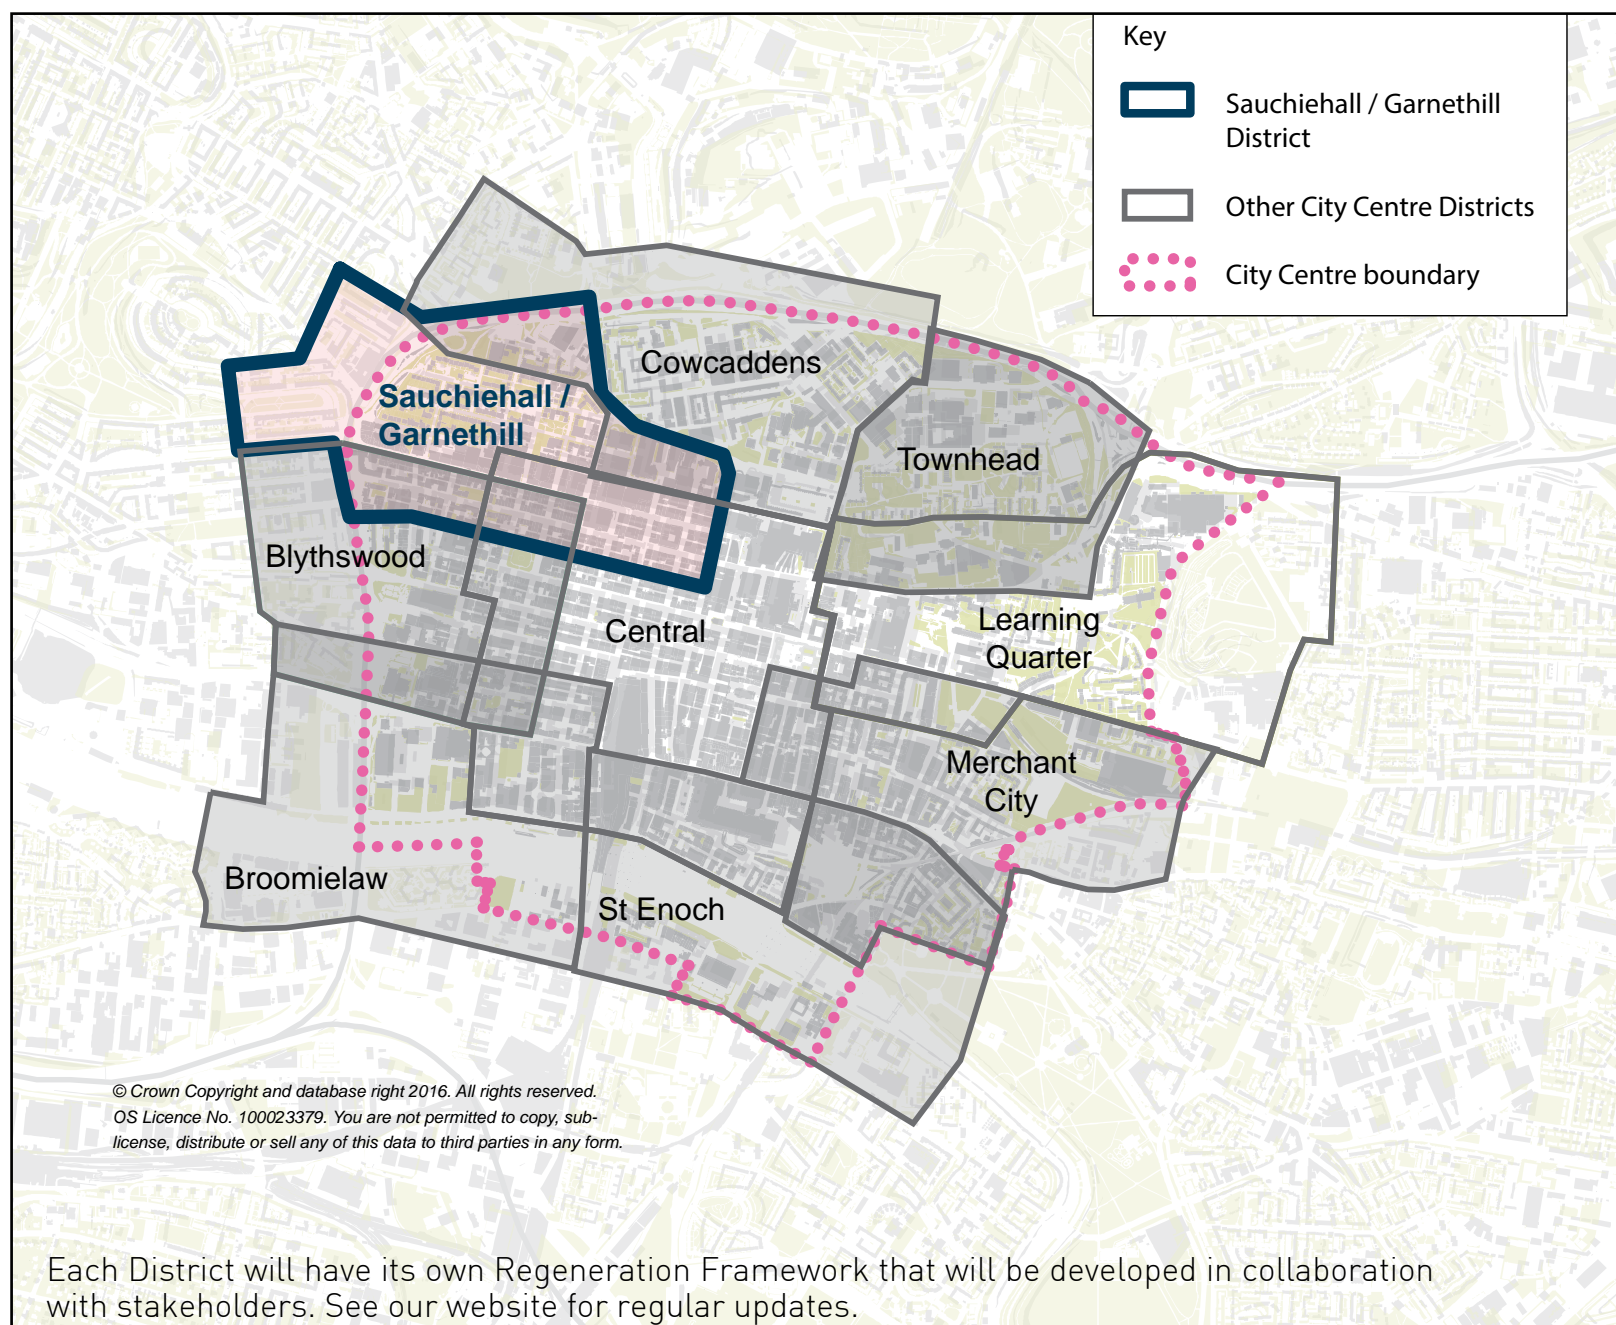 Key
Sauchiehall / Garnethill
District
Other City Centre Districts
City Centre boundary
Cowcaddens
Sauchiehall /
Garnethill
Townhead
Blythswood
Central
Learning
Quarter
Merchant
City
Broomielaw
St Enoch
© Crown Copyright and database right 2016. All rights reserved.
OS Licence No. 100023379. You are not permitted to copy, sub-
license, distribute or sell any of this data to third parties in any form.
Each District will have its own Regeneration Framework that will be developed in collaboration
with stakeholders. See our website for regular updates.